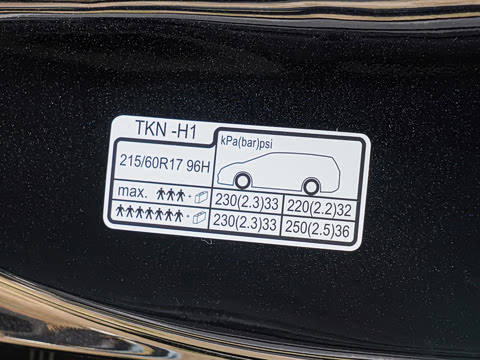 TKN -H1
kPa(bar)psi
215/60R17 96H
max. + 230(2.3)33 220(2.2)32
+ 230(2.3)33 250(2.5)36